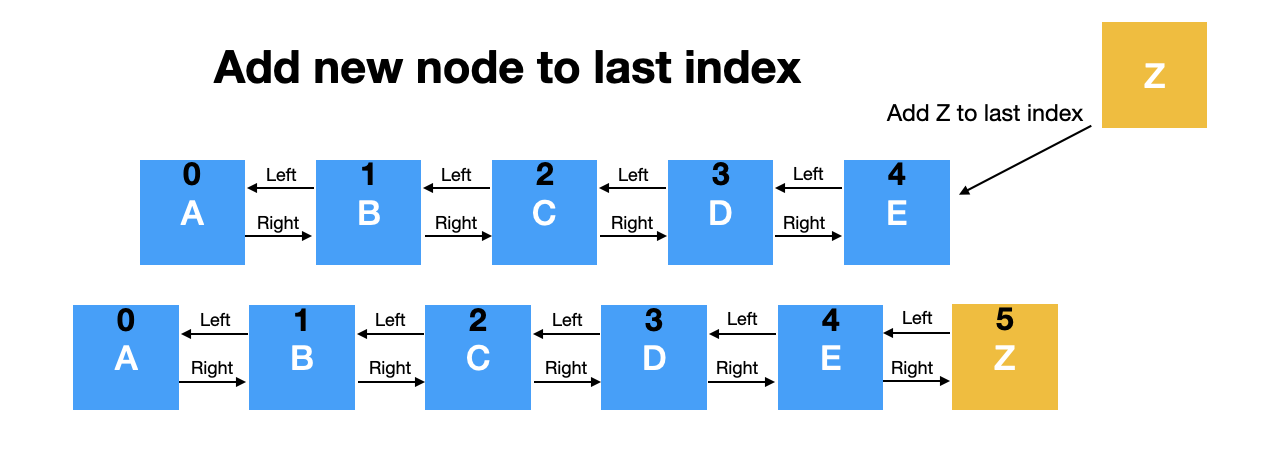 Add new node to last index
Z
Add Z to last index
0 Left 1 Left 2 Left 3 Left 4
A Right B Right C Right D Right E
0 Left 1 Left 2 Left 3 Left 4 Left 5
A Right B Right C Right D Right E Right Z